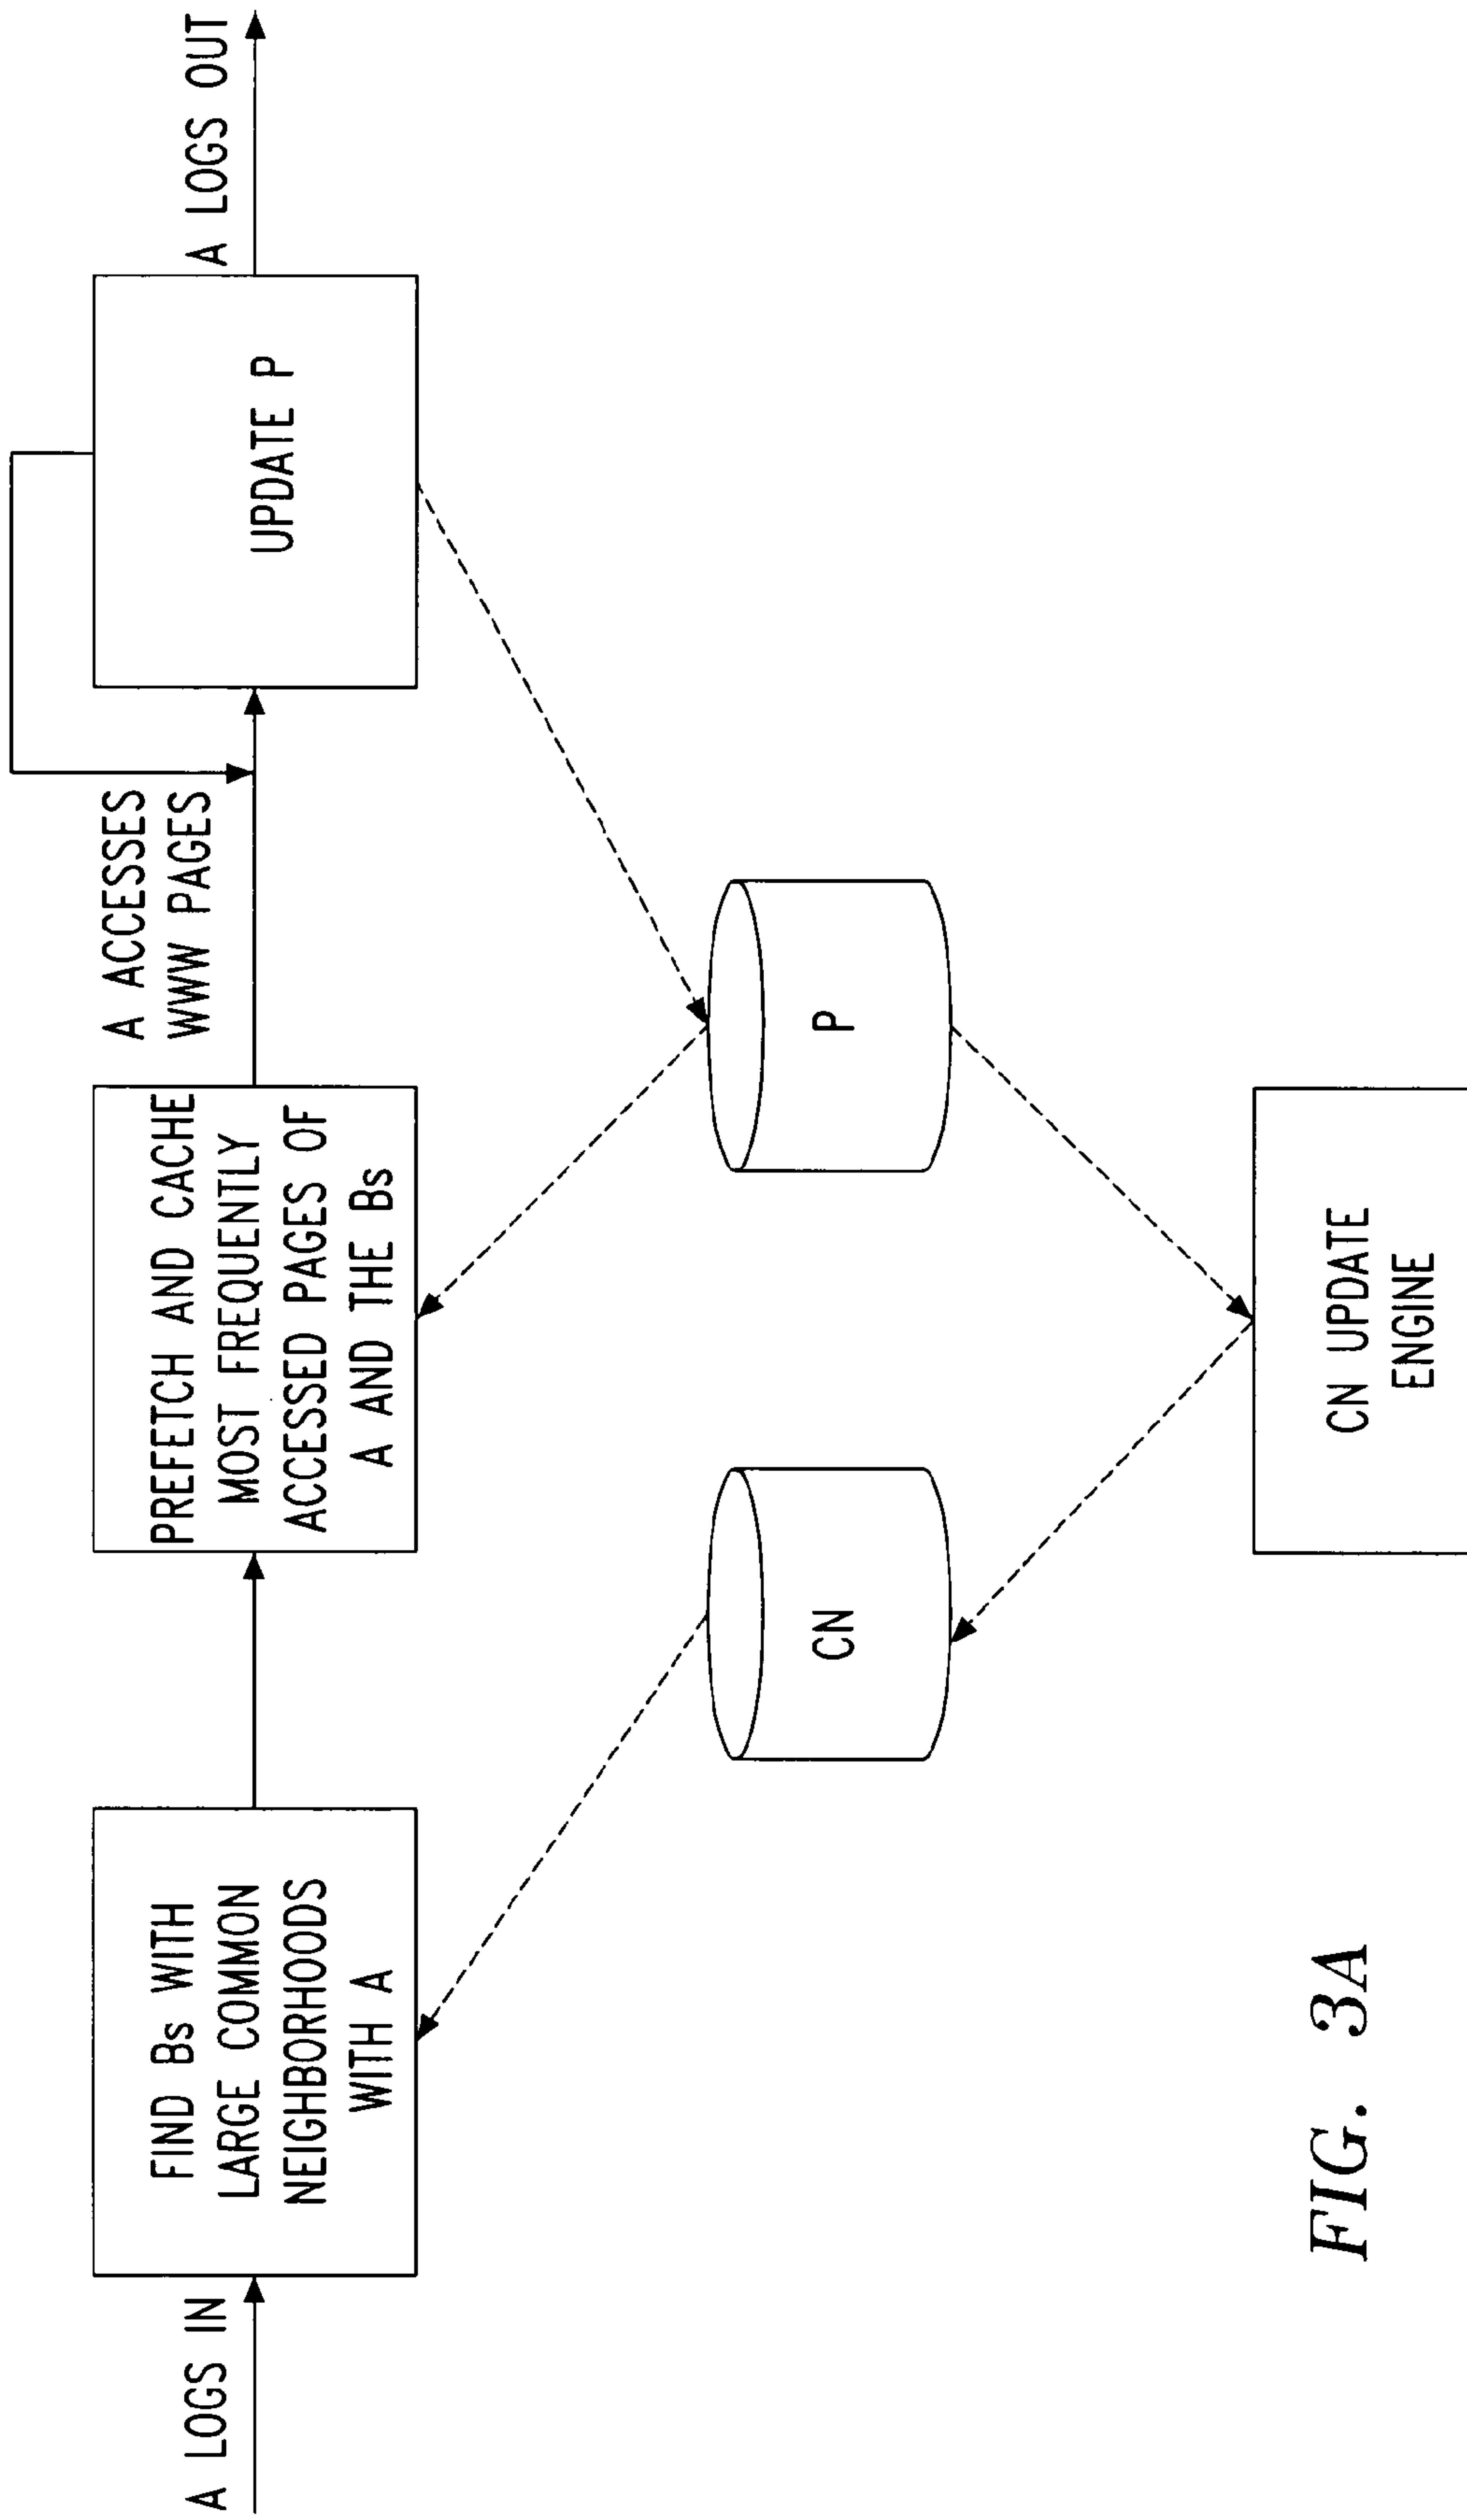 A LOGS IN
FIND Bs WITH
LARGE COMMON
NEIGHBORHOODS
WITH A
PREFETCH AND CACHE
MOST FREQUENTLY
ACCESSED PAGES OF
A AND THE Bs
A ACCESSES
WWW PAGES
UPDATE P
A LOGS OUT
CN
P
CN UPDATE
ENGINE
FIG. 3A